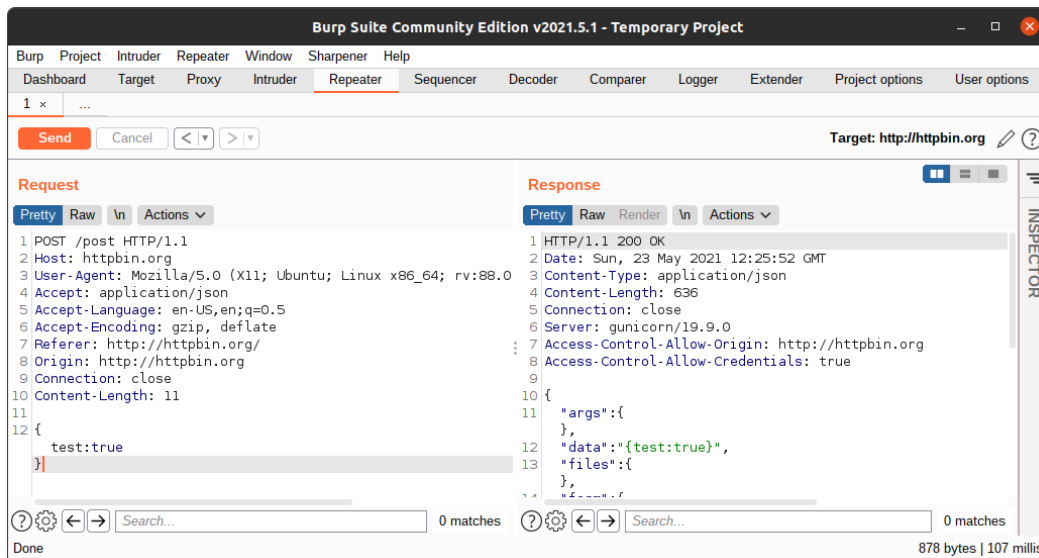 Burp Suite Community Edition v2021.5.1 - Temporary Project
Burp Project Intruder Repeater Window Sharpener Help
Dashboard Target Proxy Intruder Repeater Sequencer Decoder Comparer Logger Extender Project options User options
1 × ...
Send Cancel < > Target: http://httpbin.org ?
Request
Pretty Raw \n Actions
1 POST /post HTTP/1.1
2 Host: httpbin.org
3 User-Agent: Mozilla/5.0 (X11; Ubuntu; Linux x86_64; rv:88.0
4 Accept: application/json
5 Accept-Language: en-US,en;q=0.5
6 Accept-Encoding: gzip, deflate
7 Referer: http://httpbin.org/
8 Origin: http://httpbin.org
9 Connection: close
10 Content-Length: 11
11
12 {
test:true
}
? Search... 0 matches
Response
Pretty Raw Render \n Actions
1 HTTP/1.1 200 OK
2 Date: Sun, 23 May 2021 12:25:52 GMT
3 Content-Type: application/json
4 Content-Length: 636
5 Connection: close
6 Server: gunicorn/19.9.0
7 Access-Control-Allow-Origin: http://httpbin.org
8 Access-Control-Allow-Credentials: true
9
10 {
11 "args":{
},
12 "data":"{test:true}",
13 "files":{
},
14 "form":{
? Search... 0 matches
INSPECTOR
Done
878 bytes | 107 millis